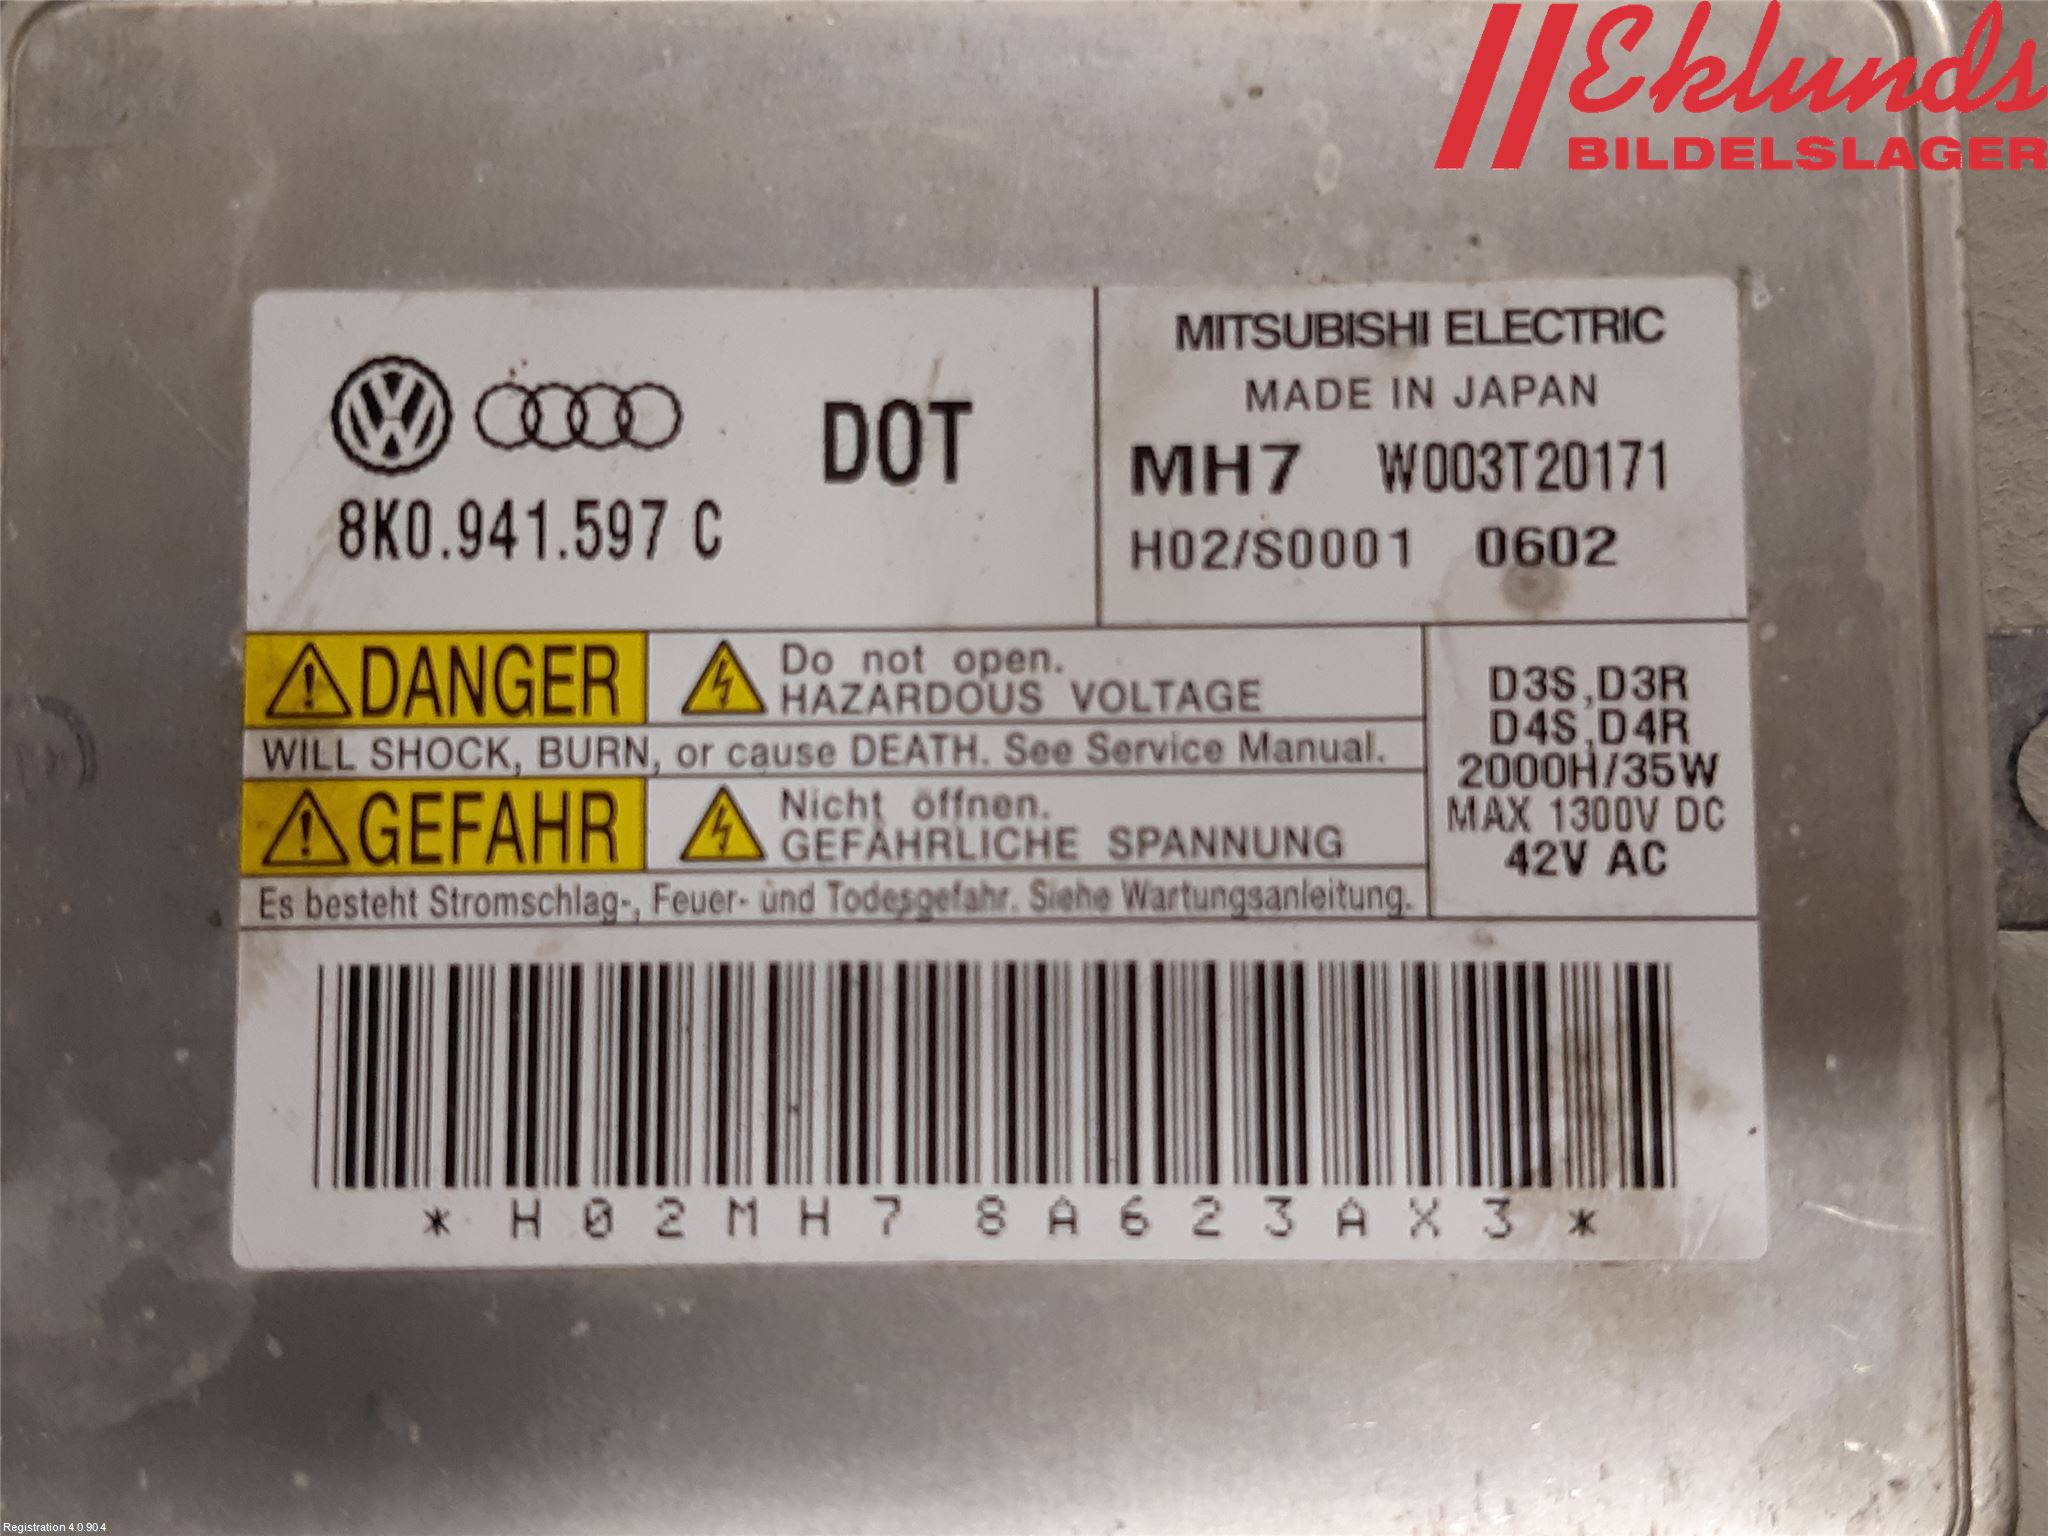 Eklunds
BILDELSLAGER
8K0.941.597 C
DOT
MITSUBISHI ELECTRIC
MADE IN JAPAN
MH7 W003T20171
H02/S0001 0602
DANGER
Do not open.
HAZARDOUS VOLTAGE
WILL SHOCK, BURN, or cause DEATH. See Service Manual.
GEFAHR
Nicht öffnen.
GEFÄHRLICHE SPANNUNG
Es besteht Stromschlag-, Feuer- und Todesgefahr. Siehe Wartungsanleitung.
D3S,D3R
D4S,D4R
2000H/35W
MAX 1300V DC
42V AC
*H02MH78A623AX3*
Registration 4.0.90.4